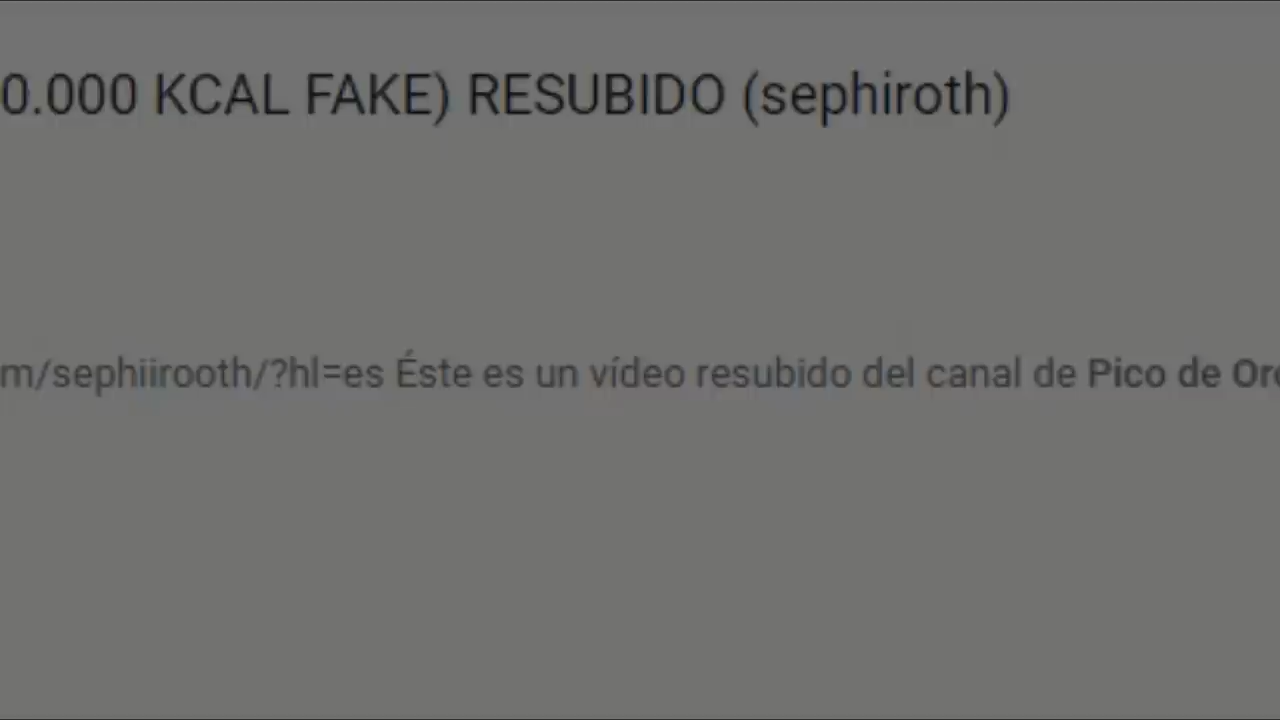 0.000 KCAL FAKE) RESUBIDO (sephiroth)
m/sephiirooth/?hl=es Éste es un vídeo resubido del canal de Pico de Oro